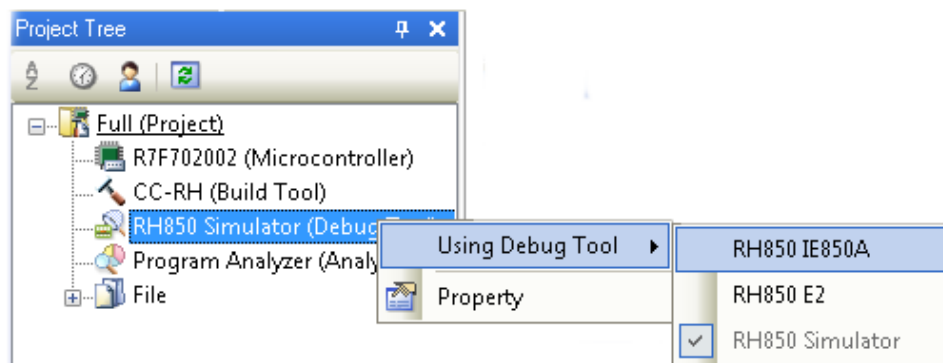 Project Tree
Full (Project)
R7F702002 (Microcontroller)
CC-RH (Build Tool)
RH850 Simulator (Debug
Program Analyzer (Analy
File
Using Debug Tool
Property
RH850 IE850A
RH850 E2
RH850 Simulator